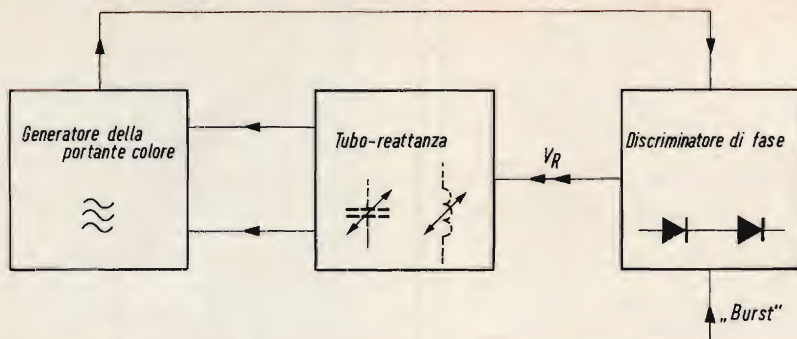 Generatore della
portante colore
Tubo-reattanza
V_R
Discriminatore di fase
„Burst"